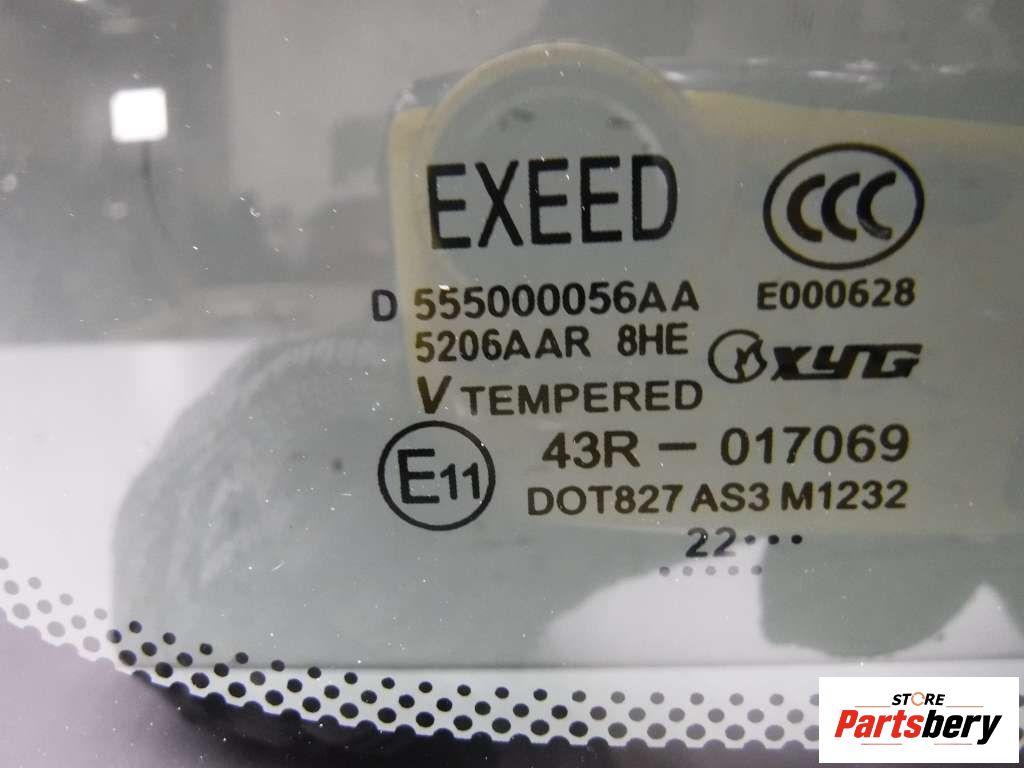 EXEED
CCC
D 555000056AA
E000628
5206AAR 8HE
XYG
V TEMPERED
E11
43R - 017069
DOT827 AS3 M1232
22•••
•••••
STORE
Partsbery